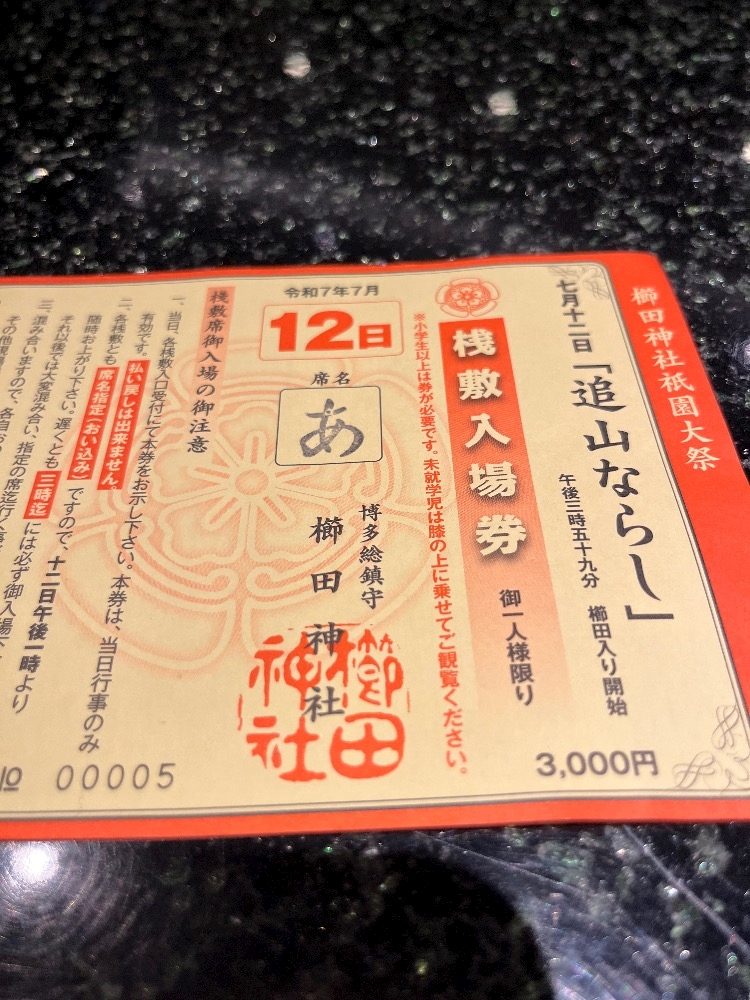 櫛田神社祇園大祭
七月十二日「追山ならし」
午後三時五十九分 櫛田入り開始
3,000円
桟敷入場券
御一人様限り
※小学生以上は券が必要です。未就学児は膝の上に乗せてご観覧ください。
令和7年7月
12日
席名
あ
博多総鎮守
櫛田神社
櫛田
神社
桟敷席御入場の御注意
一、当日、各桟敷入口受付にて本券をお示し下さい。本券は、当日行事のみ
有効です。払い戻しは出来ません。
二、各桟敷とも席名指定(おい込み)ですので、十二日午後一時より
随時お上がり下さい。遅くとも三時迄には必ず御入場下
それ以後では大変混み合い、指定の席迄行く事
三、混み合いますので、各自お
00005